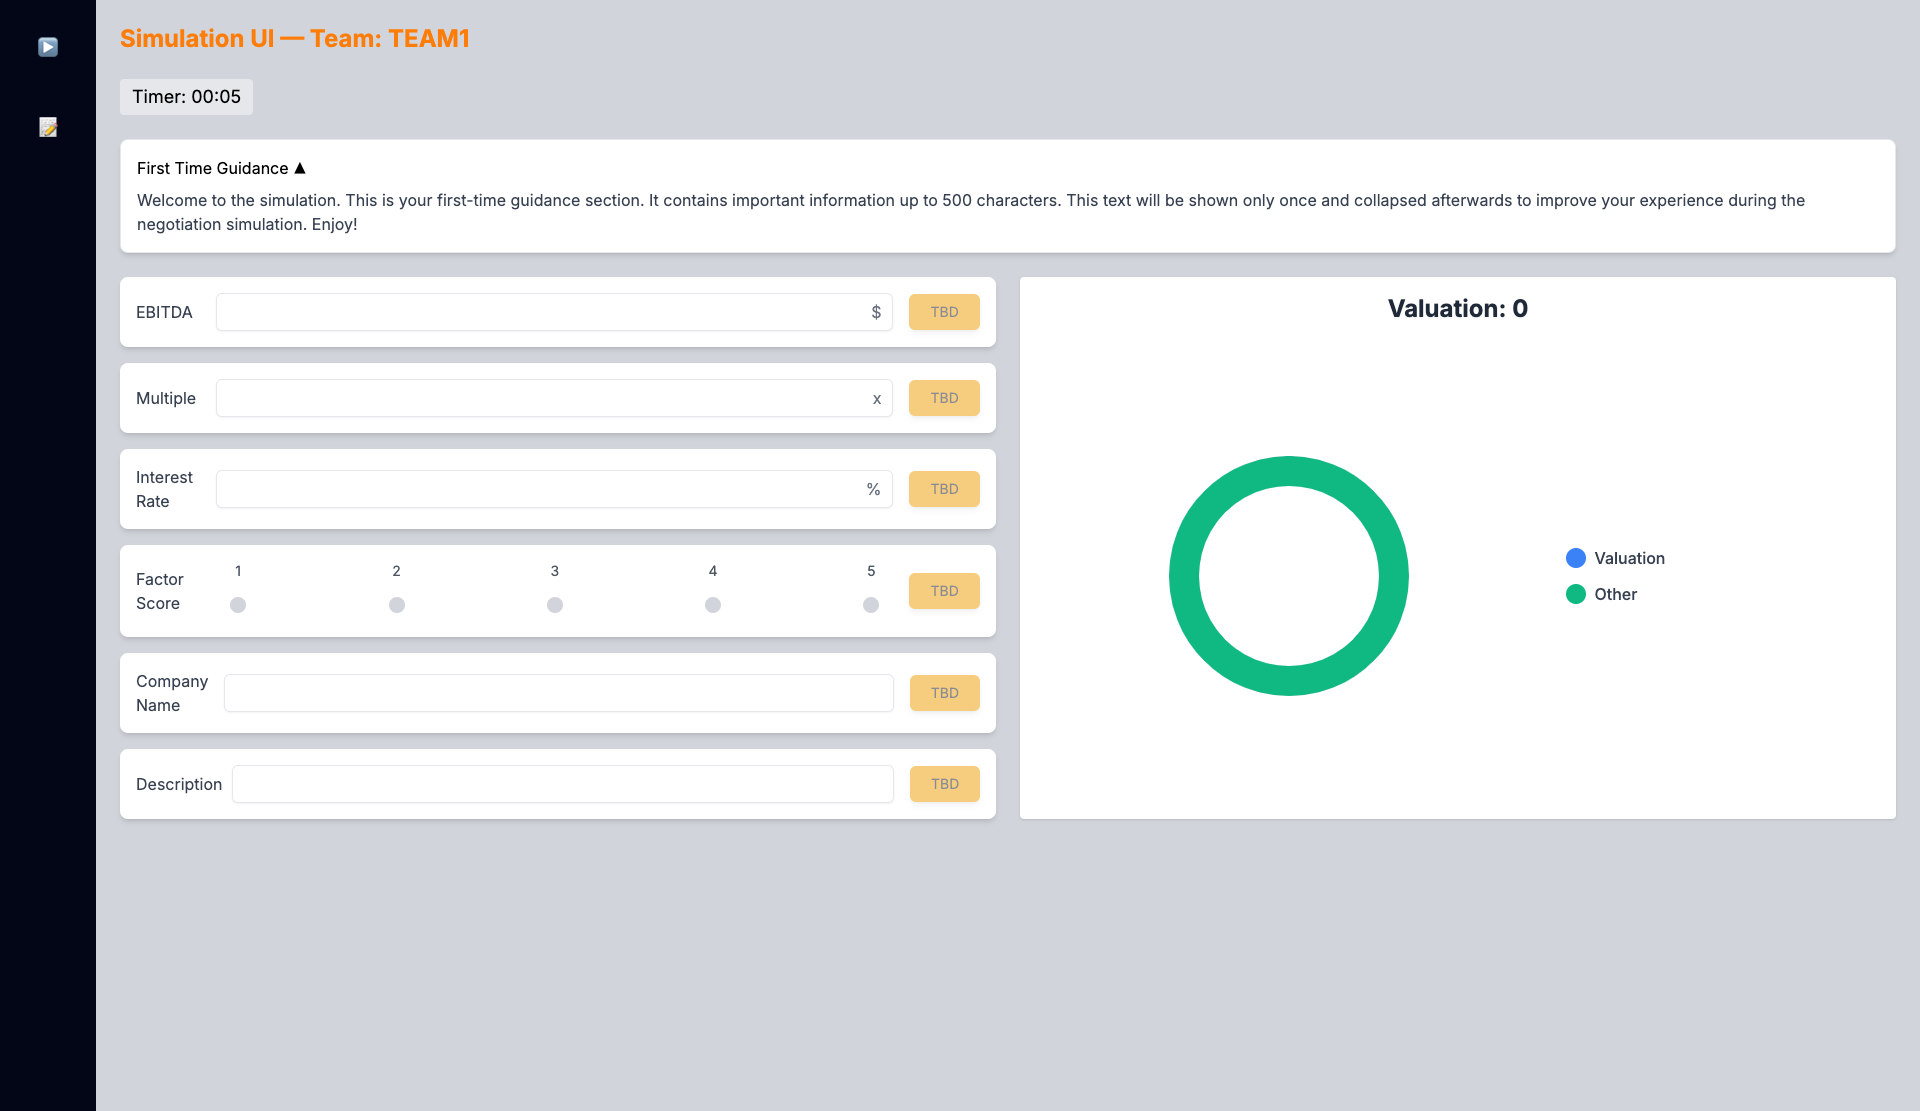 Simulation UI — Team: TEAM1
Timer: 00:05
First Time Guidance ▲
Welcome to the simulation. This is your first-time guidance section. It contains important information up to 500 characters. This text will be shown only once and collapsed afterwards to improve your experience during the
negotiation simulation. Enjoy!
EBITDA $ TBD
Multiple x TBD
Interest
Rate
% TBD
Factor
Score
1 2 3 4 5
TBD
Company
Name
TBD
Description TBD
Valuation: 0
Valuation
Other